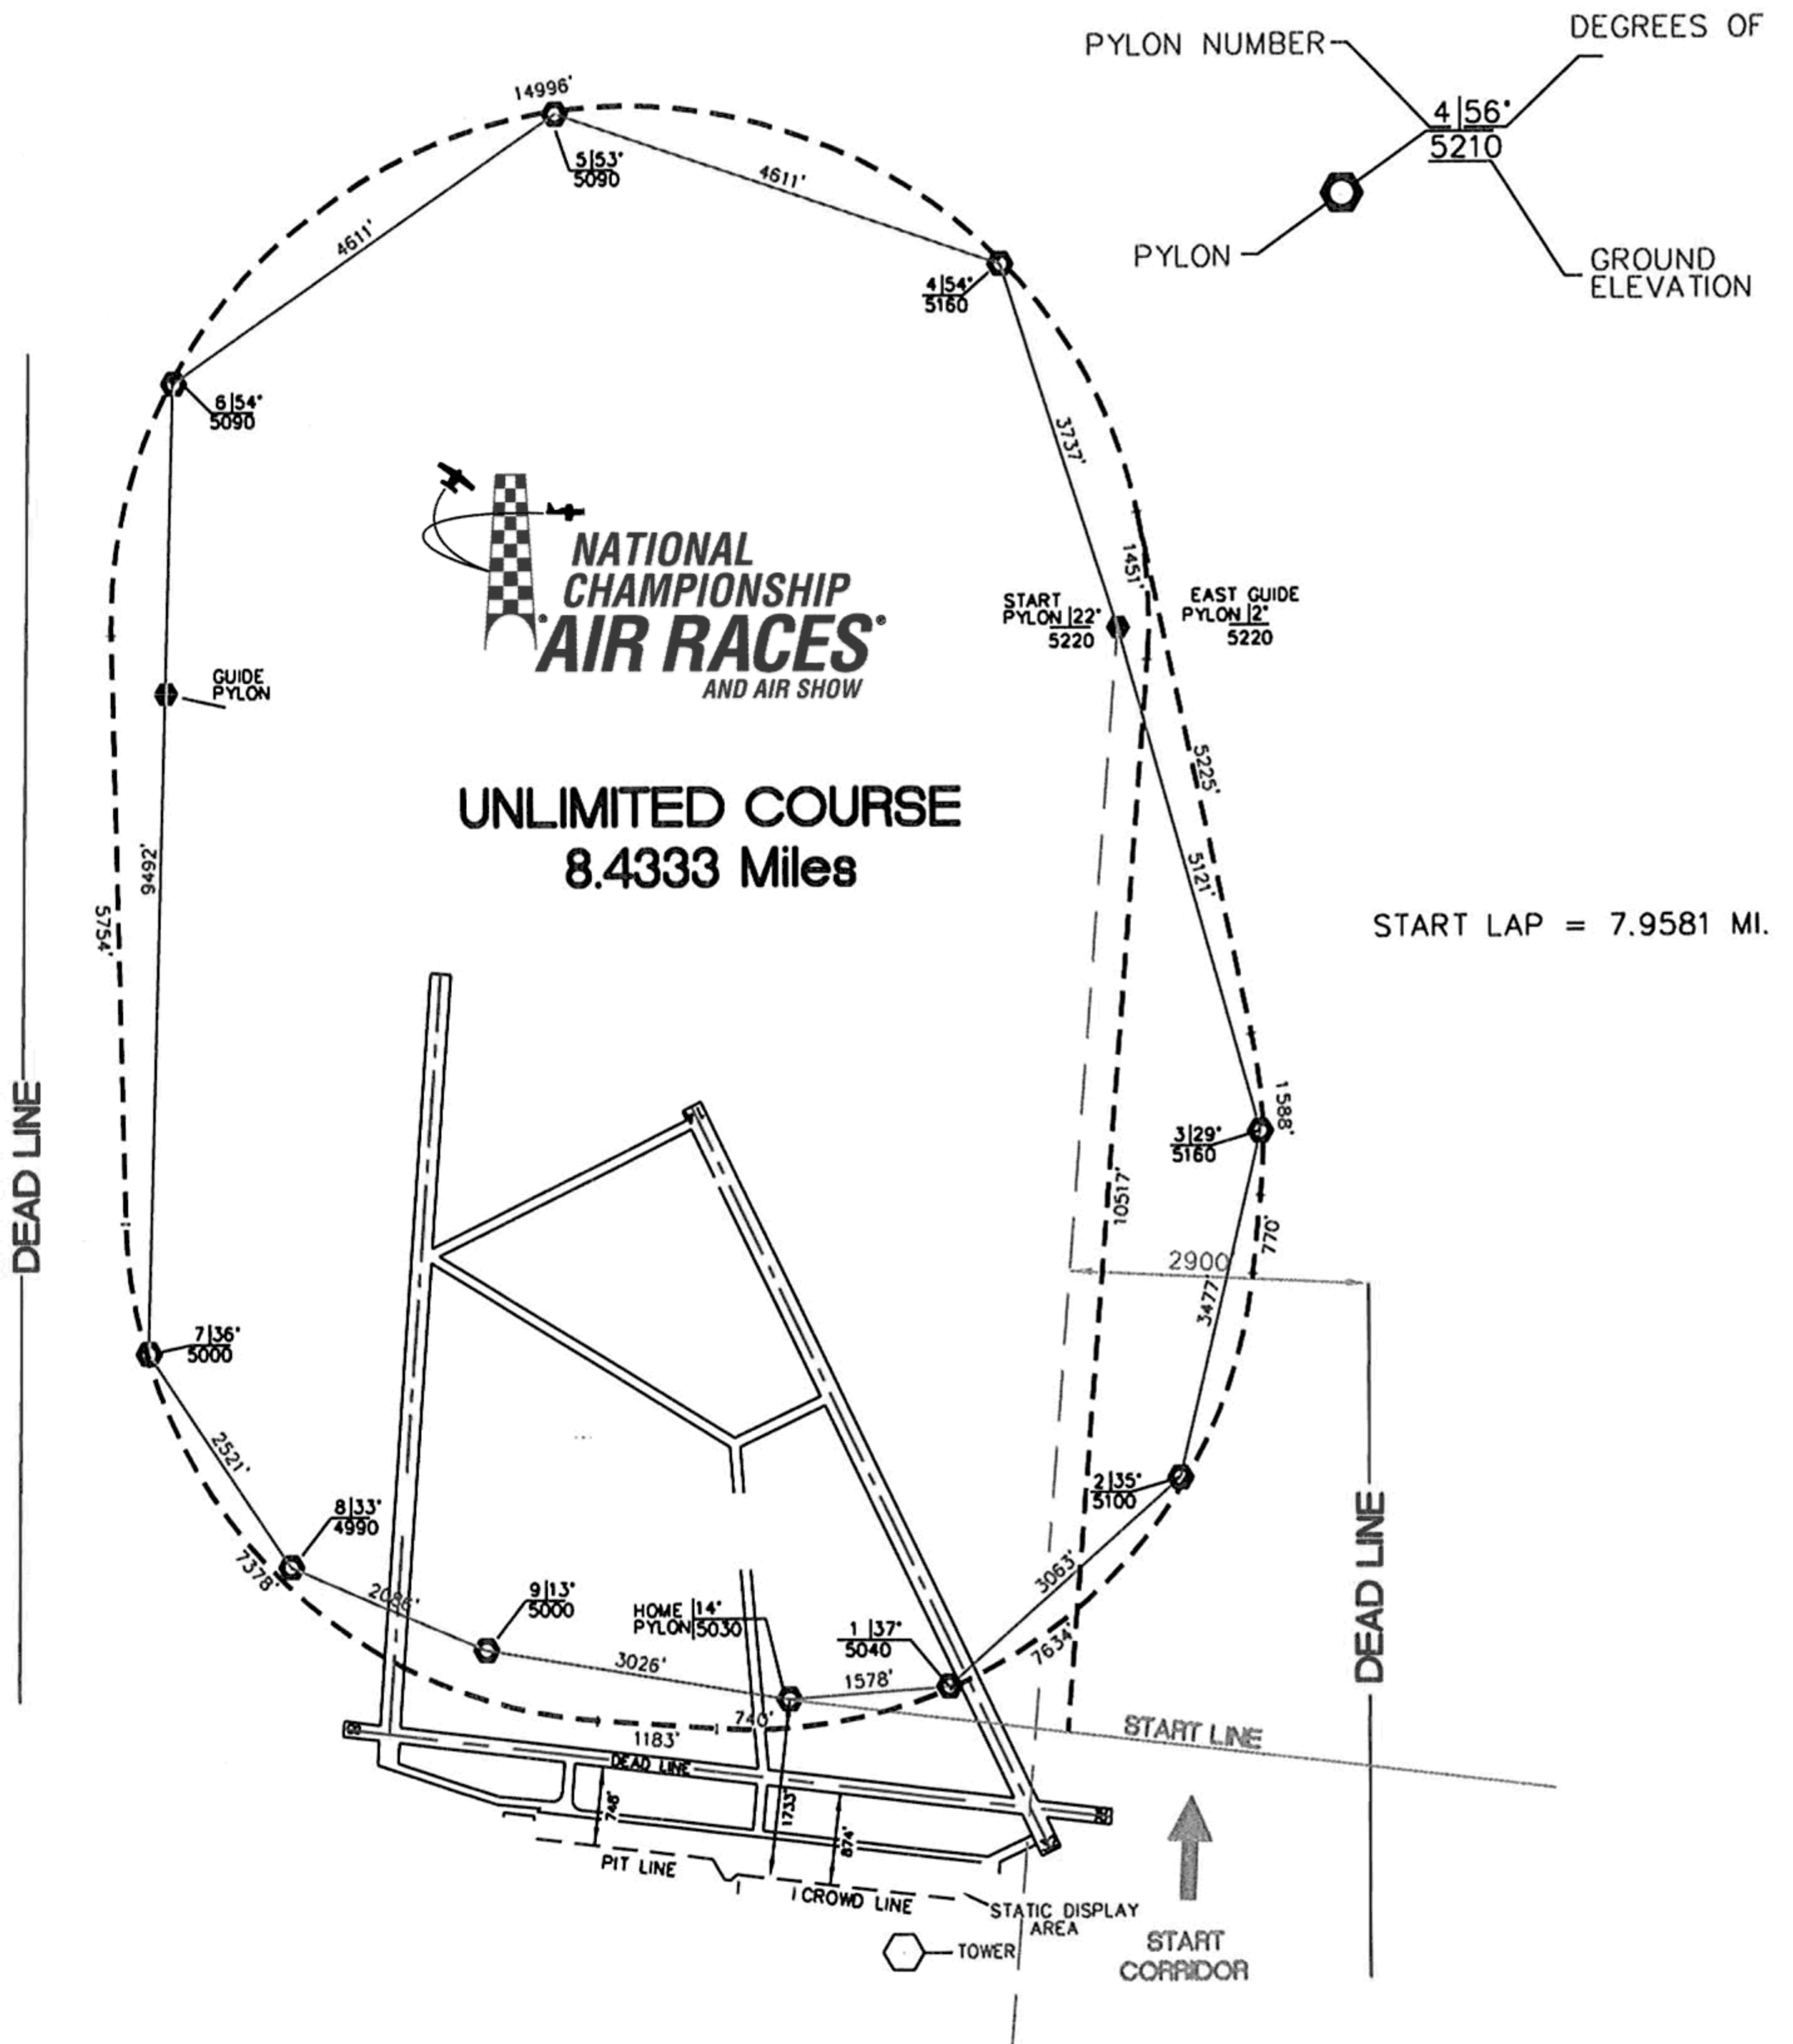 DEGREES OF
PYLON NUMBER
4|56°
5210
PYLON
GROUND
ELEVATION
14996'
5|53°
5090
4611'
4611'
4|54°
5160
6|54°
5090
3737'
NATIONAL
CHAMPIONSHIP
AIR RACES®
AND AIR SHOW
1451'
START
PYLON|22°
5220
EAST GUIDE
PYLON|2°
5220
GUIDE
PYLON
5225'
UNLIMITED COURSE
8.4333 Miles
9492'
5121'
5754'
START LAP = 7.9581 MI.
DEAD LINE
1588'
3|29°
5160
10517'
770'
2900
3477'
7|36°
5000
2521'
2|35°
5100
8|33°
4990
DEAD LINE
7378'
2086'
9|13°
5000
3063'
HOME |14°
PYLON|5030
1 |37°
5040
7634'
3026'
1578'
740'
1183'
START LINE
DEAD LINE
748'
1733'
874'
PIT LINE
CROWD LINE
STATIC DISPLAY
AREA
TOWER
START
CORRIDOR